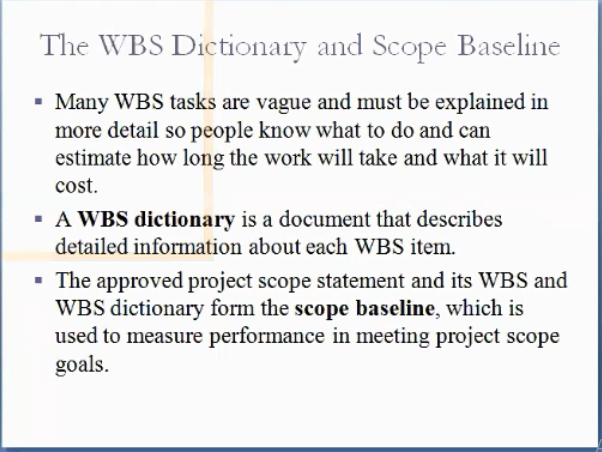 The WBS Dictionary and Scope Baseline
▪ Many WBS tasks are vague and must be explained in
more detail so people know what to do and can
estimate how long the work will take and what it will
cost.
▪ A WBS dictionary is a document that describes
detailed information about each WBS item.
▪ The approved project scope statement and its WBS and
WBS dictionary form the scope baseline, which is
used to measure performance in meeting project scope
goals.